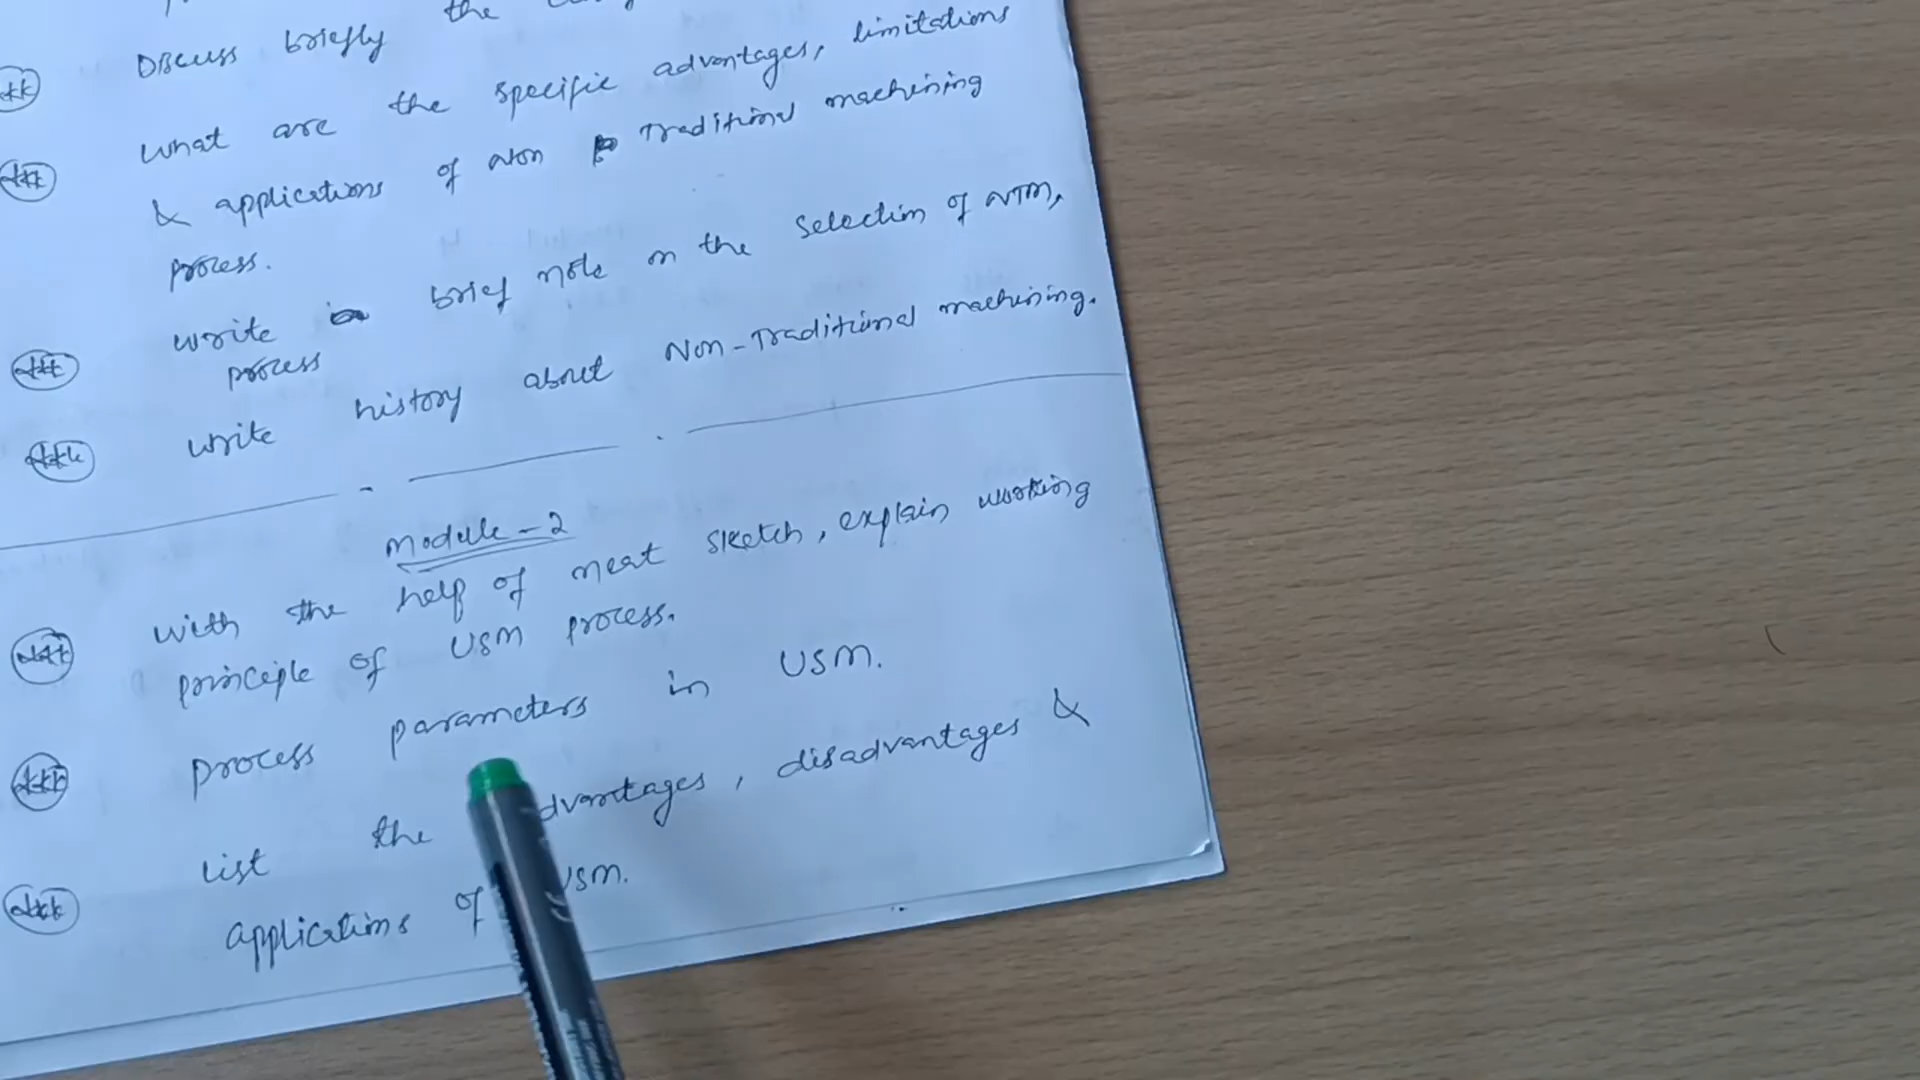 the
Discuss briefly
What are the specific advantages, limitations
& applications of Non Traditional machining
process.
write brief note on the selection of NTM,
process
write history about Non-Traditional machining.
Module-2
With the help of neat sketch, explain working
principle of USM process.
process parameters in USM.
List the dvantages, disadvantages &
applications of USM.